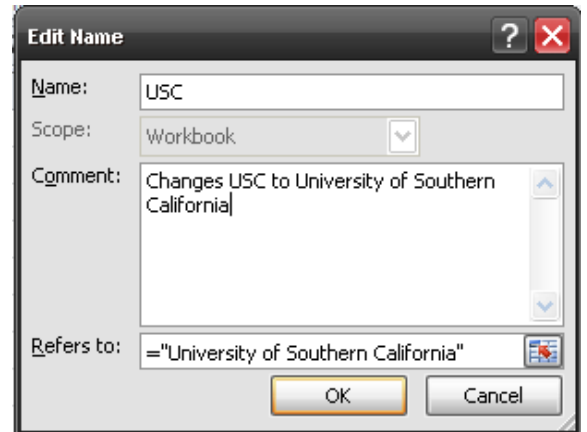 Edit Name
Name: USC
Scope: Workbook
Comment: Changes USC to University of Southern
California
Refers to: ="University of Southern California"
OK Cancel